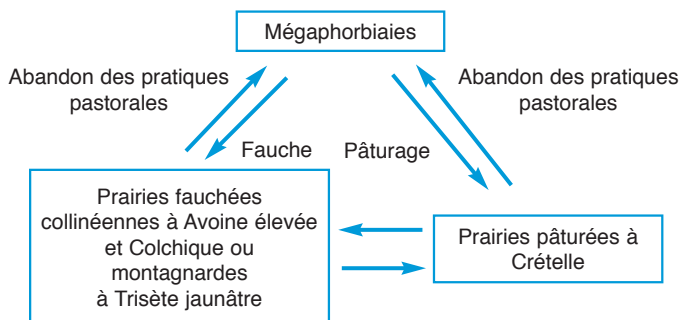 Mégaphorbiaies
Abandon des pratiques
pastorales
Abandon des pratiques
pastorales
Fauche
Pâturage
Prairies fauchées
collinéennes à Avoine élevée
et Colchique ou
montagnardes
à Trisète jaunâtre
Prairies pâturées à
Crételle